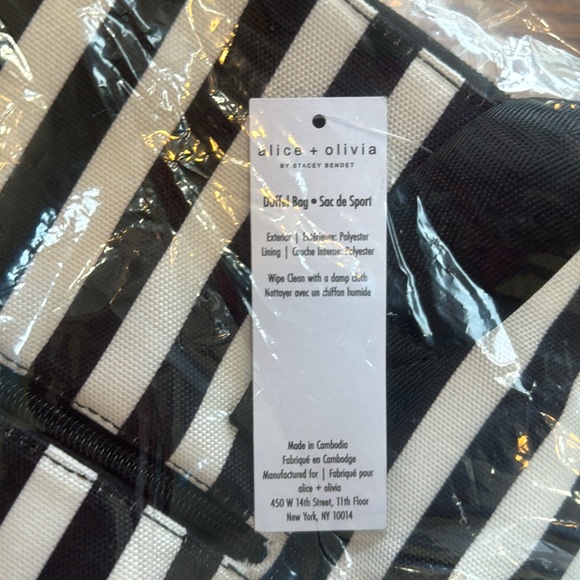 alice + olivia
BY STACEY BENDET
Duffel Bag • Sac de Sport
Exterior | Extérieure: Polyester
Lining | Couche Interne: Polyester
Wipe Clean with a damp cloth
Nettoyer avec un chiffon humide
Made in Cambodia
Fabriqué en Cambodge
Manufactured for | Fabriqué pour
alice + olivia
450 W 14th Street, 11th Floor
New York, NY 10014